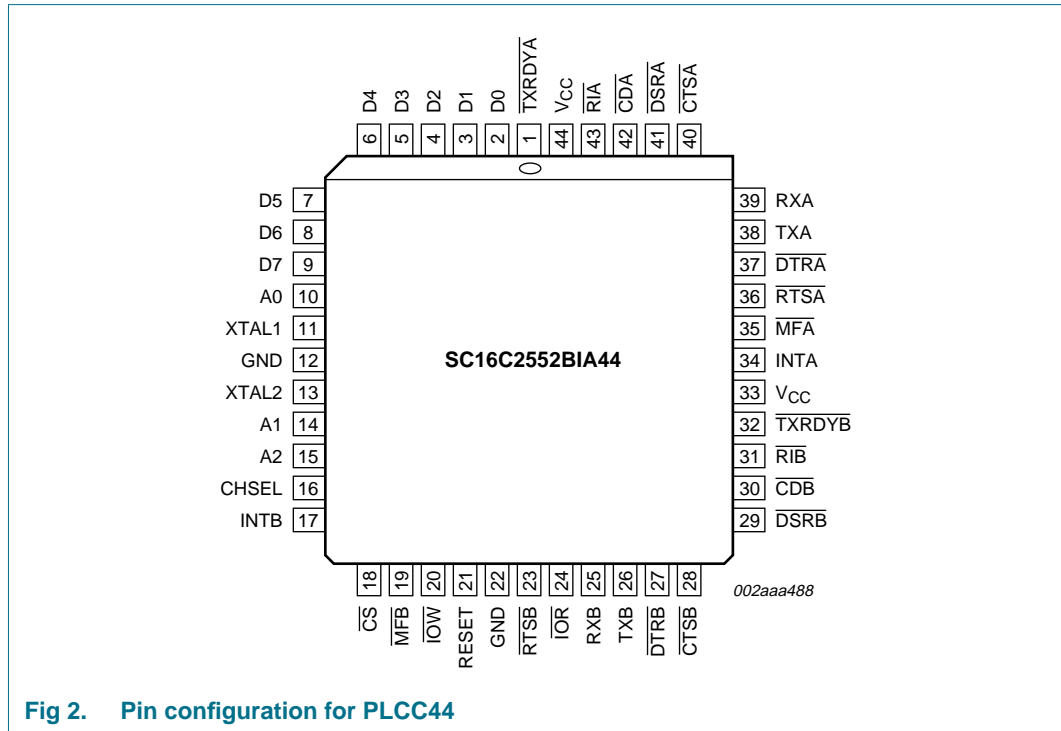 D4 D3 D2 D1 D0 TXRDYA VCC RIA CDA DSRA CTSA
6 5 4 3 2 1 44 43 42 41 40
D5 7
D6 8
D7 9
A0 10
XTAL1 11
GND 12
XTAL2 13
A1 14
A2 15
CHSEL 16
INTB 17
SC16C2552BIA44
39 RXA
38 TXA
37 DTRA
36 RTSA
35 MFA
34 INTA
33 VCC
32 TXRDYB
31 RIB
30 CDB
29 DSRB
18 19 20 21 22 23 24 25 26 27 28
CS MFB IOW RESET GND RTSB IOR RXB TXB DTRB CTSB
002aaa488
Fig 2. Pin configuration for PLCC44